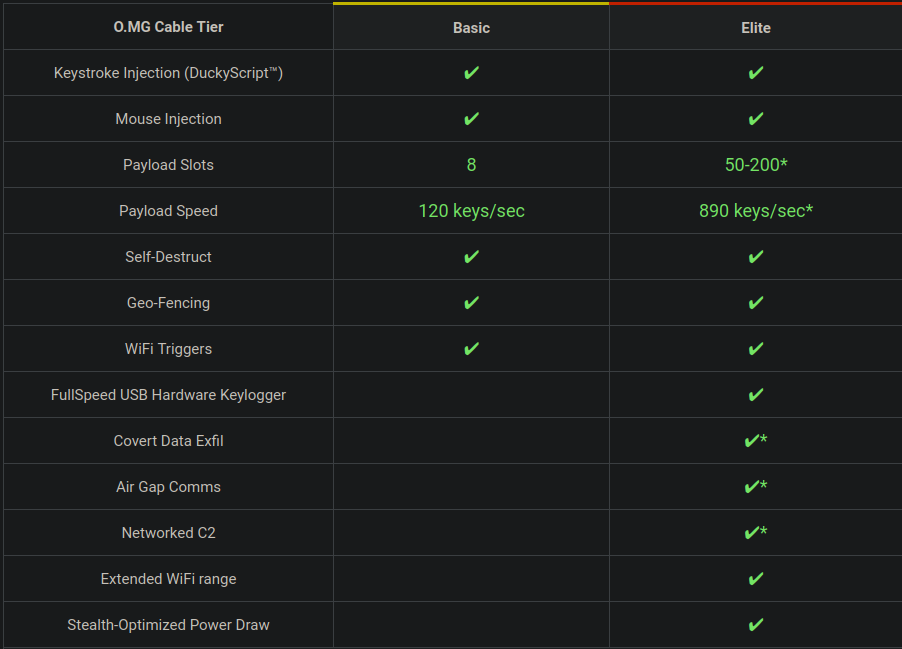 O.MG Cable Tier Basic Elite
Keystroke Injection (DuckyScript™) ✔ ✔
Mouse Injection ✔ ✔
Payload Slots 8 50-200*
Payload Speed 120 keys/sec 890 keys/sec*
Self-Destruct ✔ ✔
Geo-Fencing ✔ ✔
WiFi Triggers ✔ ✔
FullSpeed USB Hardware Keylogger ✔
Covert Data Exfil ✔*
Air Gap Comms ✔*
Networked C2 ✔*
Extended WiFi range ✔
Stealth-Optimized Power Draw ✔